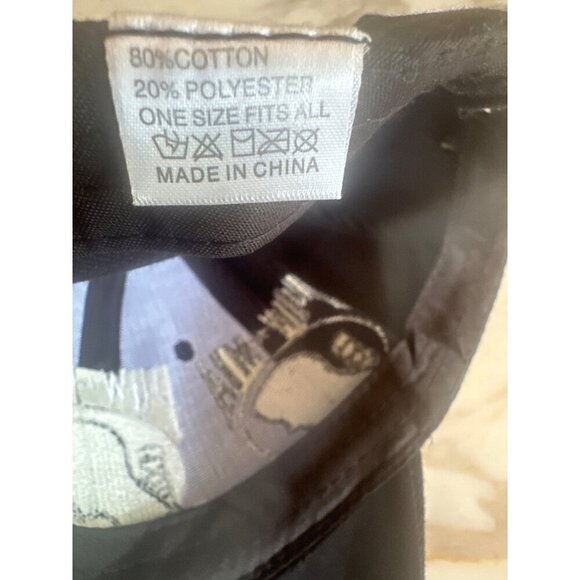 80%COTTON
20% POLYESTER
ONE SIZE FITS ALL
MADE IN CHINA